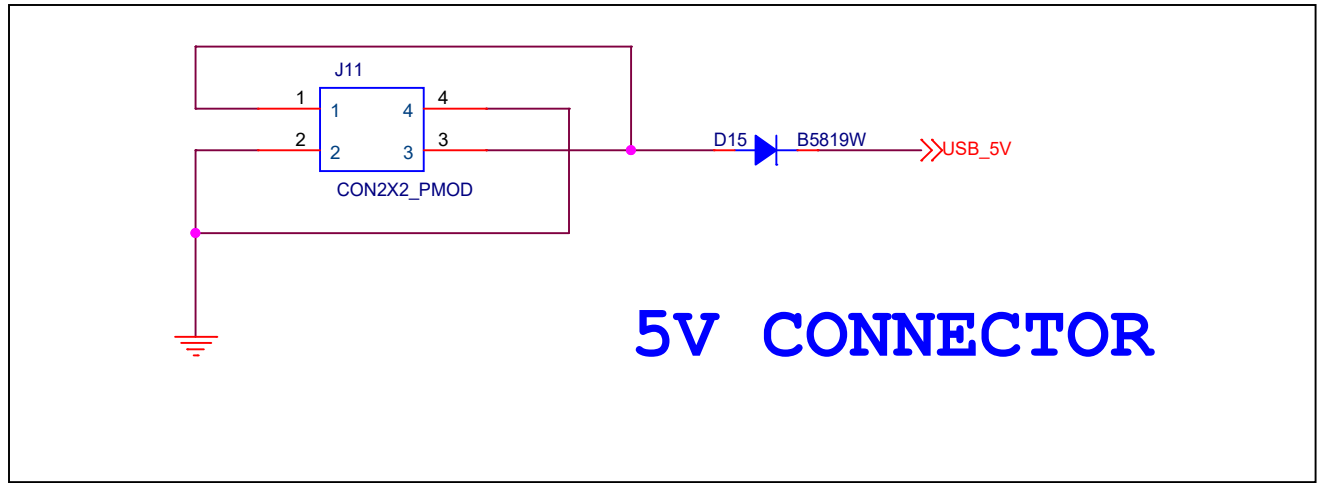 J11
1 1 4 4
2 2 3 3
CON2X2_PMOD
D15 B5819W USB_5V
5V CONNECTOR